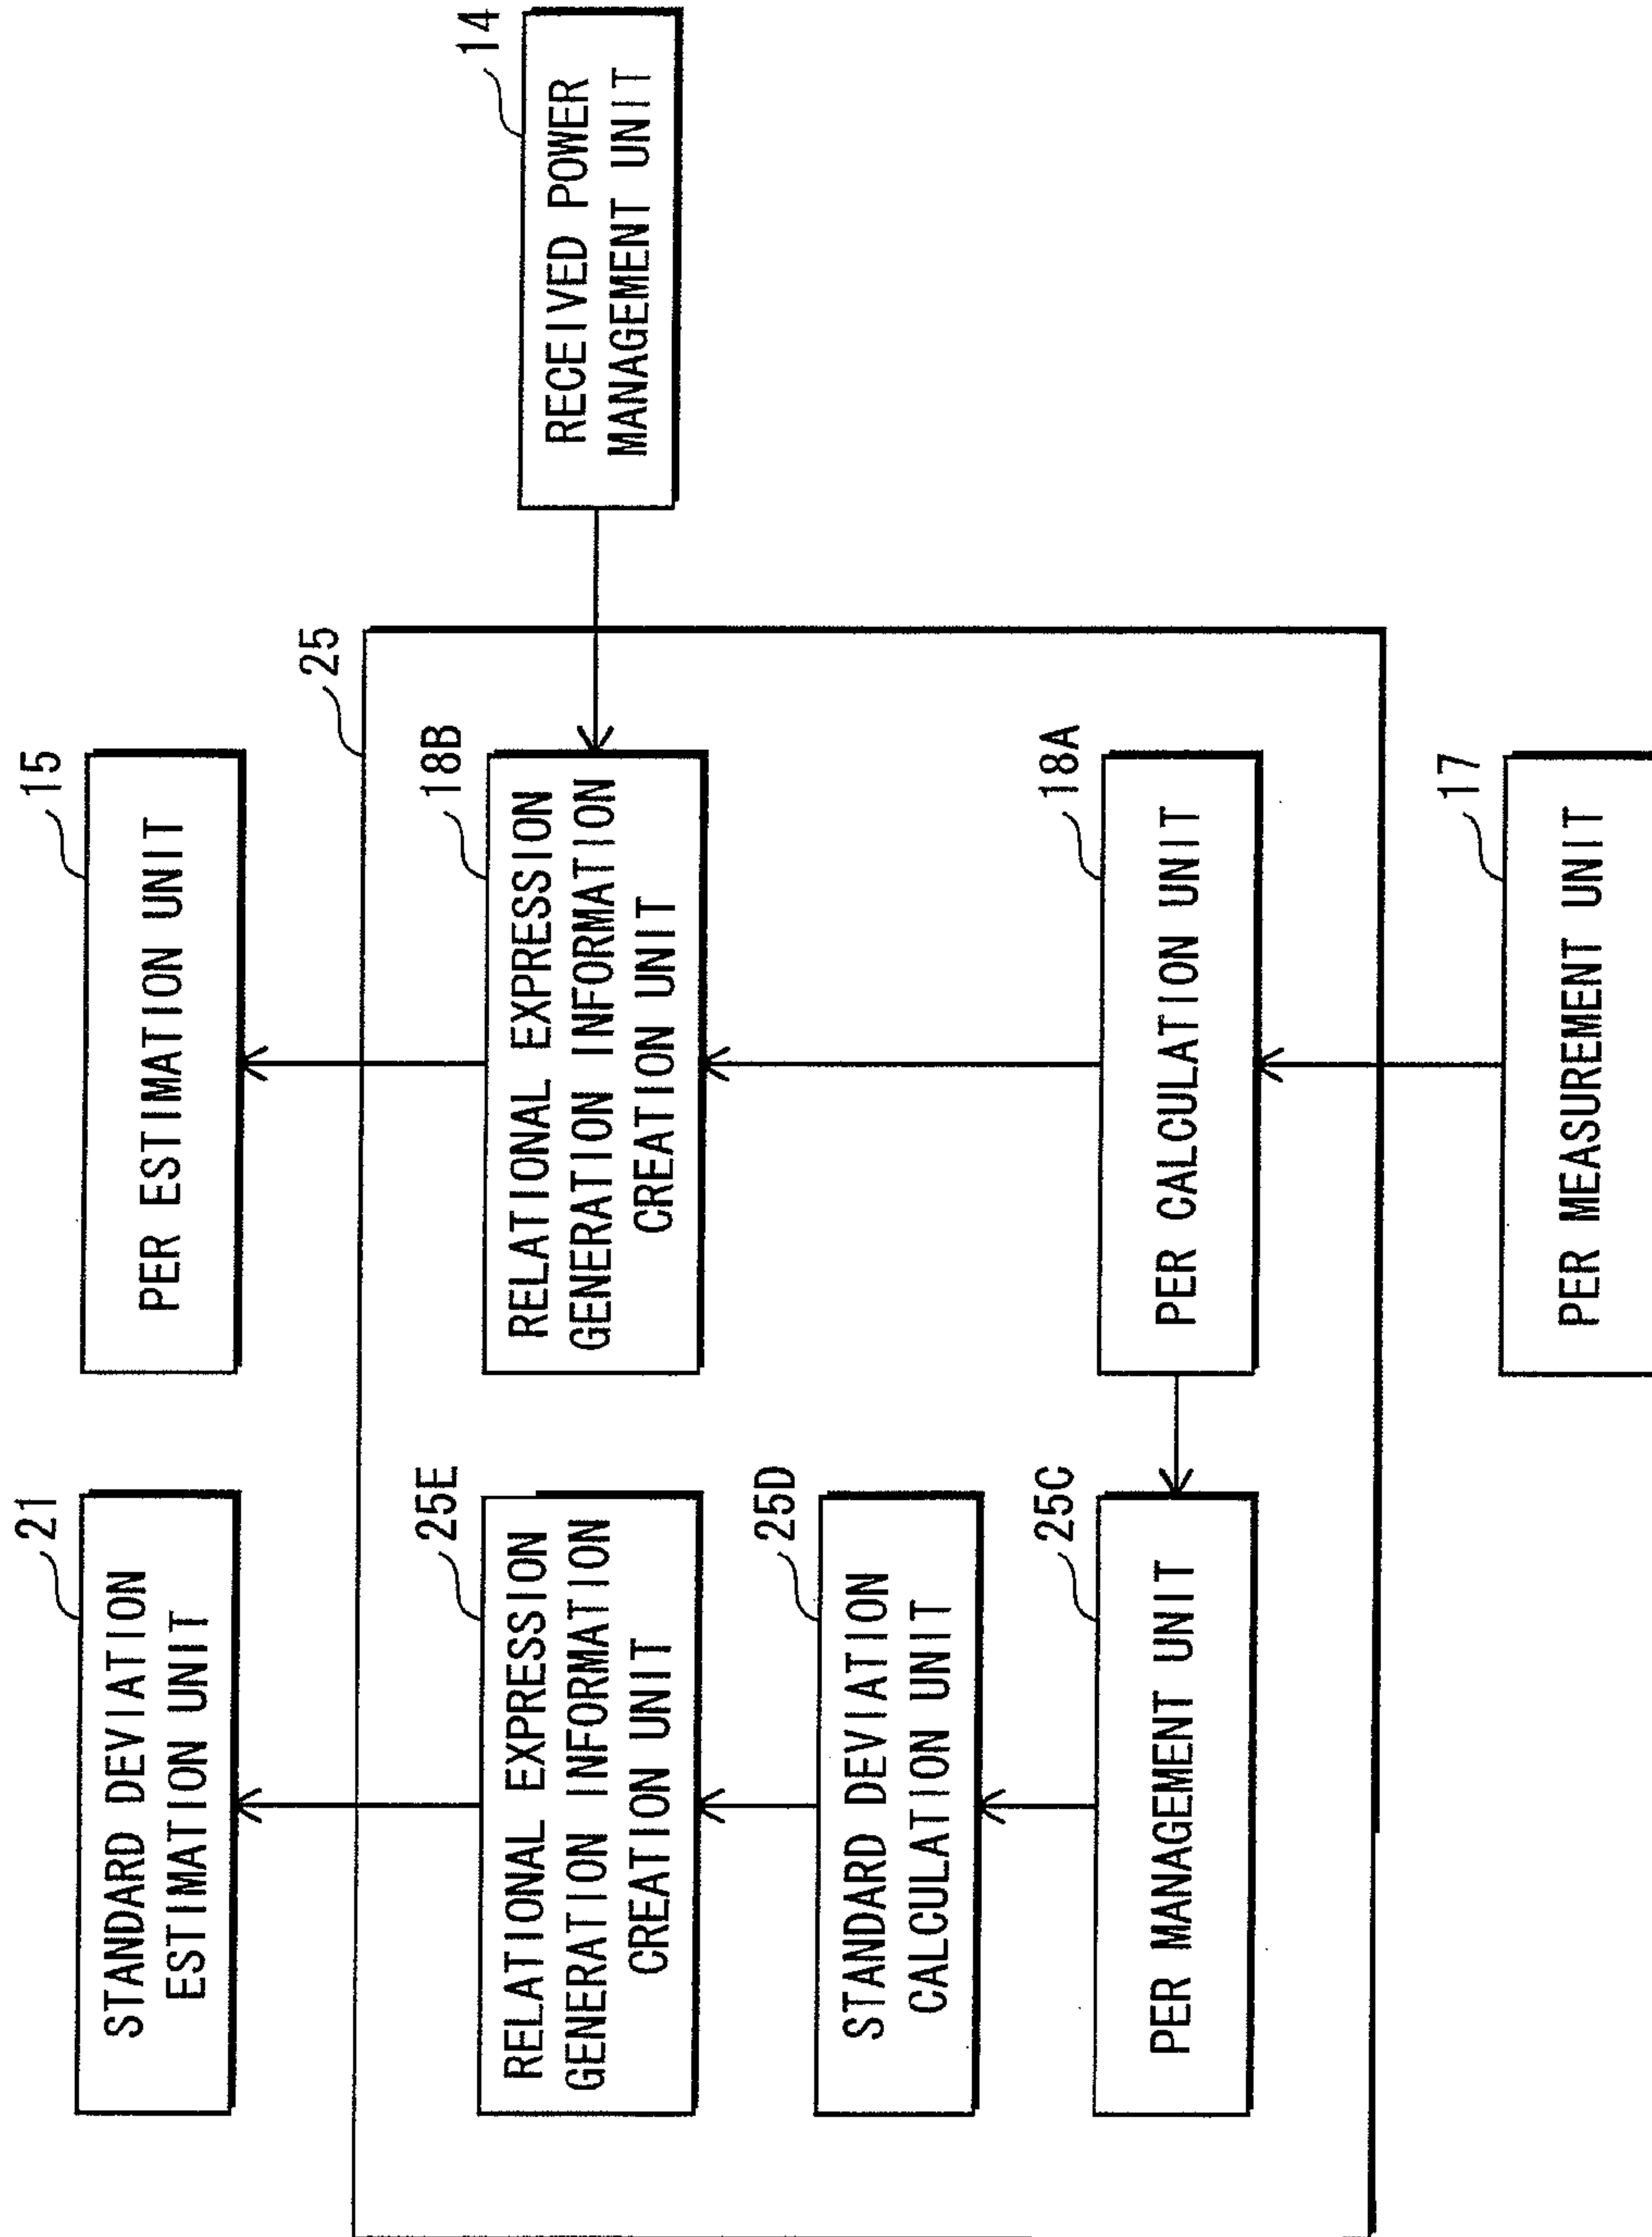 21
STANDARD DEVIATION
ESTIMATION UNIT
15
PER ESTIMATION UNIT
25
25E
RELATIONAL EXPRESSION
GENERATION INFORMATION
CREATION UNIT
18B
RELATIONAL EXPRESSION
GENERATION INFORMATION
CREATION UNIT
14
RECEIVED POWER
MANAGEMENT UNIT
25D
STANDARD DEVIATION
CALCULATION UNIT
25C
PER MANAGEMENT UNIT
18A
PER CALCULATION UNIT
17
PER MEASUREMENT UNIT